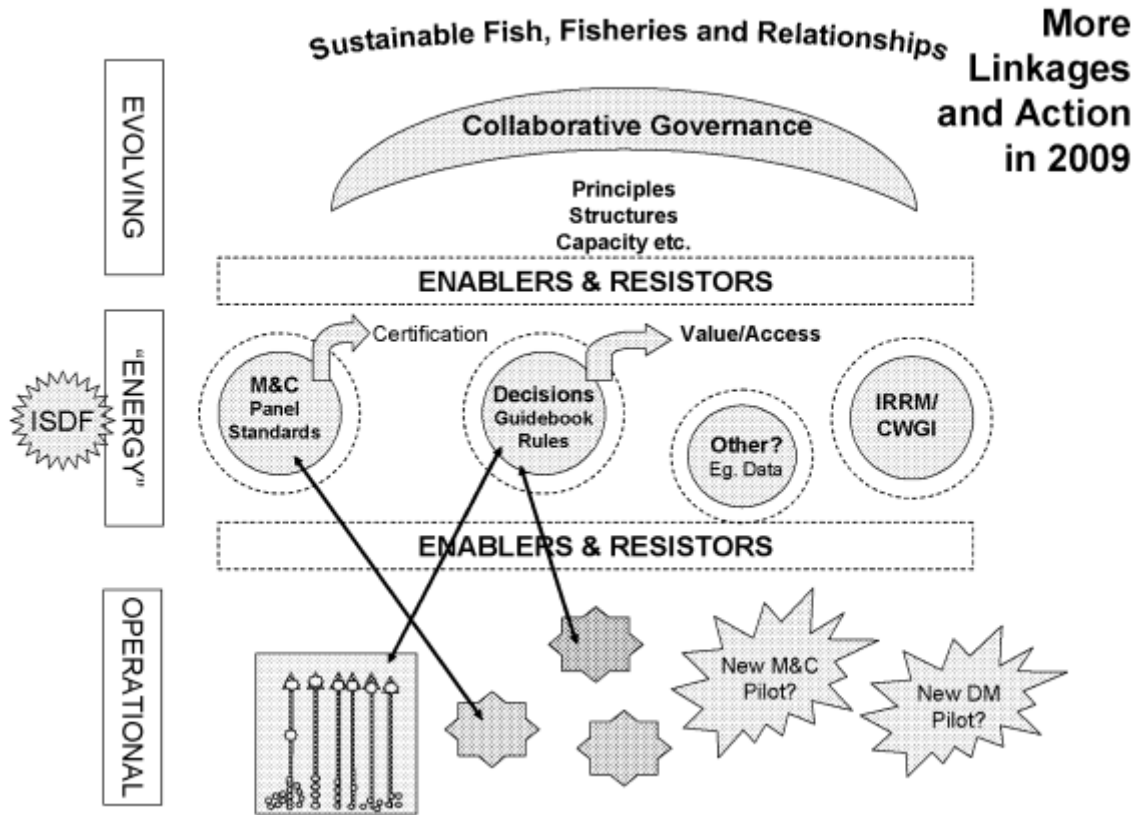 Sustainable Fish, Fisheries and Relationships
More
Linkages
and Action
in 2009
EVOLVING
Collaborative Governance
Principles
Structures
Capacity etc.
ENABLERS & RESISTORS
"ENERGY"
ISDF
M&C
Panel
Standards
Certification
Decisions
Guidebook
Rules
Value/Access
Other?
Eg. Data
IRRM/
CWGI
ENABLERS & RESISTORS
OPERATIONAL
New M&C
Pilot?
New DM
Pilot?